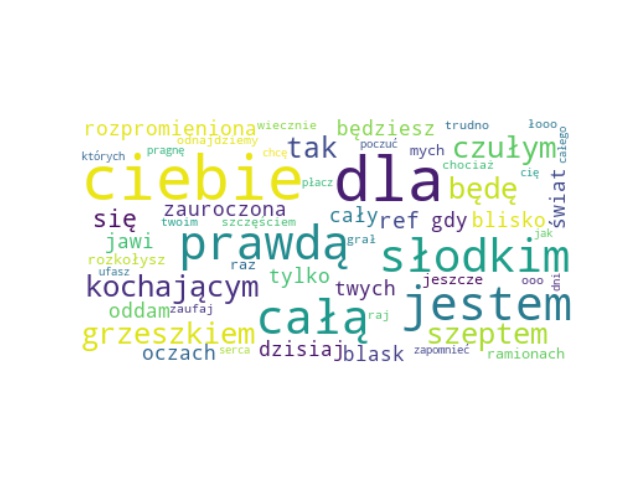 rozpromieniona wiecznie będziesz trudno łooo
odnajdziemy tak poczuć mych czułym całego
których pragnę chcę chociaż
ciebie płacz dla będę cię świat
się zauroczona cały ref gdy blisko
twoim szczęściem
jawi prawdą grał słodkim jak
rozkołysz raz
ufasz tylko jeszcze ooo dni
kochającym twych jestem
oddam zaufaj całą raj
grzeszkiem szeptem
oczach serca dzisiaj blask zapomnieć ramionach